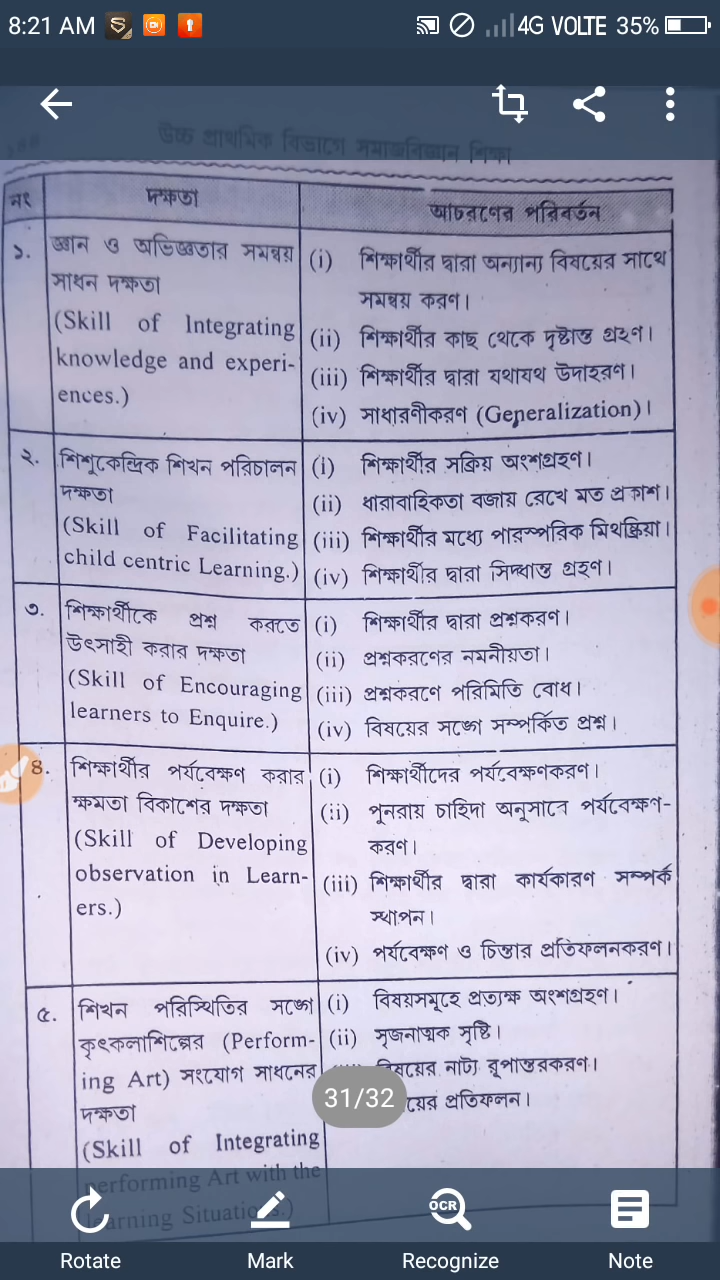 8:21 AM 4G VOLTE 35%
উচ্চ প্রাথমিক বিভাগে সমাজবিজ্ঞান শিক্ষা
নং দক্ষতা আচরণের পরিবর্তন
১. জ্ঞান ও অভিজ্ঞতার সমন্বয় (i) শিক্ষার্থীর দ্বারা অন্যান্য বিষয়ের সাথে
সাধন দক্ষতা সমন্বয় করণ।
(Skill of Integrating (ii) শিক্ষার্থীর কাছ থেকে দৃষ্টান্ত গ্রহণ।
knowledge and experi- (iii) শিক্ষার্থীর দ্বারা যথাযথ উদাহরণ।
ences.) (iv) সাধারণীকরণ (Generalization)।
২. শিশুকেন্দ্রিক শিখন পরিচালন (i) শিক্ষার্থীর সক্রিয় অংশগ্রহণ।
দক্ষতা (ii) ধারাবাহিকতা বজায় রেখে মত প্রকাশ।
(Skill of Facilitating (iii) শিক্ষার্থীর মধ্যে পারস্পরিক মিথষ্ক্রিয়া।
child centric Learning.) (iv) শিক্ষার্থীর দ্বারা সিদ্ধান্ত গ্রহণ।
৩. শিক্ষার্থীকে প্রশ্ন করতে (i) শিক্ষার্থীর দ্বারা প্রশ্নকরণ।
উৎসাহী করার দক্ষতা (ii) প্রশ্নকরণের নমনীয়তা।
(Skill of Encouraging (iii) প্রশ্নকরণে পরিমিতি বোধ।
learners to Enquire.) (iv) বিষয়ের সঙ্গে সম্পর্কিত প্রশ্ন।
৪. শিক্ষার্থীর পর্যবেক্ষণ করার (i) শিক্ষার্থীদের পর্যবেক্ষণকরণ।
ক্ষমতা বিকাশের দক্ষতা (ii) পুনরায় চাহিদা অনুসারে পর্যবেক্ষণ-
(Skill of Developing করণ।
observation in Learn- (iii) শিক্ষার্থীর দ্বারা কার্যকারণ সম্পর্ক
ers.) স্থাপন।
(iv) পর্যবেক্ষণ ও চিন্তার প্রতিফলনকরণ।
৫. শিখন পরিস্থিতির সঙ্গে (i) বিষয়সমূহে প্রত্যক্ষ অংশগ্রহণ।
কৃৎকলাশিল্পের (Perform- (ii) সৃজনাত্মক সৃষ্টি।
ing Art) সংযোগ সাধনের বিষয়ের নাট্য রূপান্তরকরণ।
দক্ষতা 31/32 প্রতিফলন।
(Skill of Integrating
performing Art with the
Learning Situation.)
OCR
Rotate Mark Recognize Note